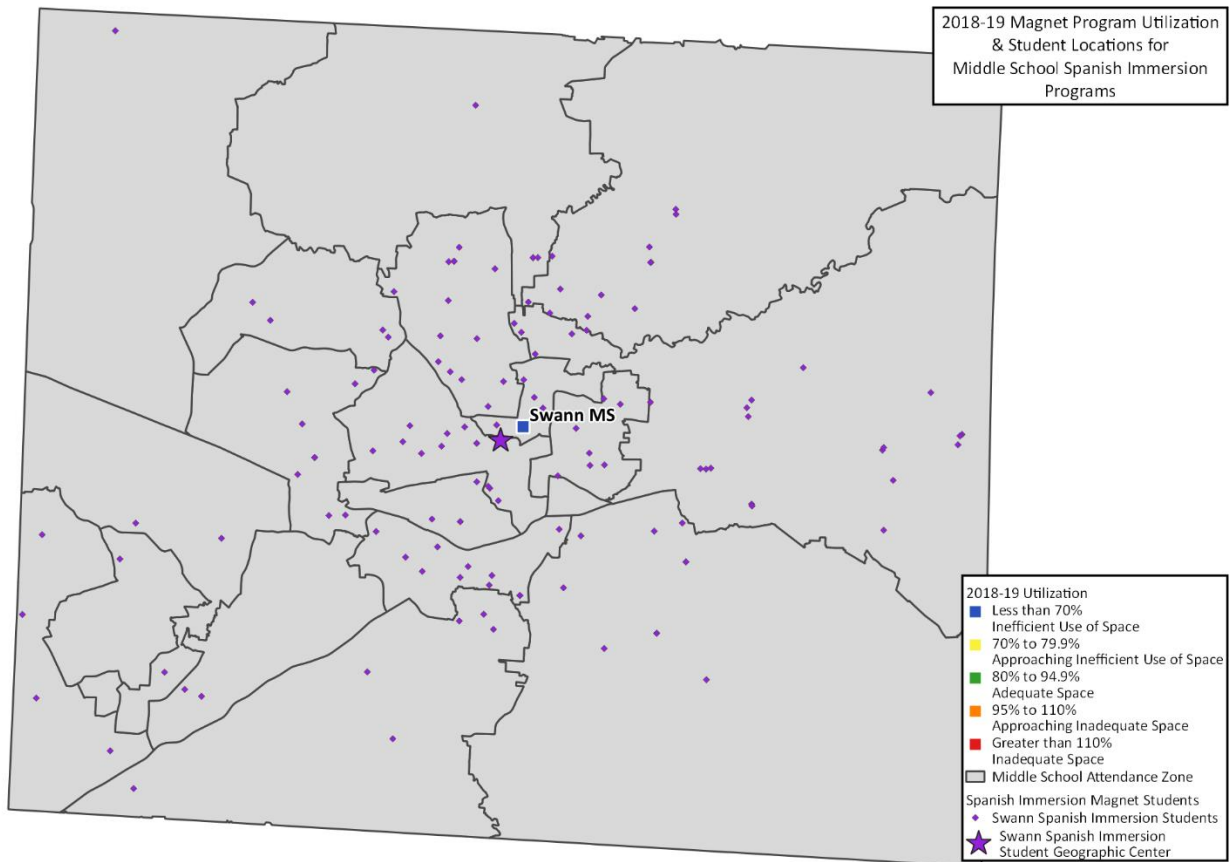 2018-19 Magnet Program Utilization
& Student Locations for
Middle School Spanish Immersion
Programs
Swann MS
2018-19 Utilization
Less than 70%
Inefficient Use of Space
70% to 79.9%
Approaching Inefficient Use of Space
80% to 94.9%
Adequate Space
95% to 110%
Approaching Inadequate Space
Greater than 110%
Inadequate Space
Middle School Attendance Zone
Spanish Immersion Magnet Students
Swann Spanish Immersion Students
Swann Spanish Immersion
Student Geographic Center